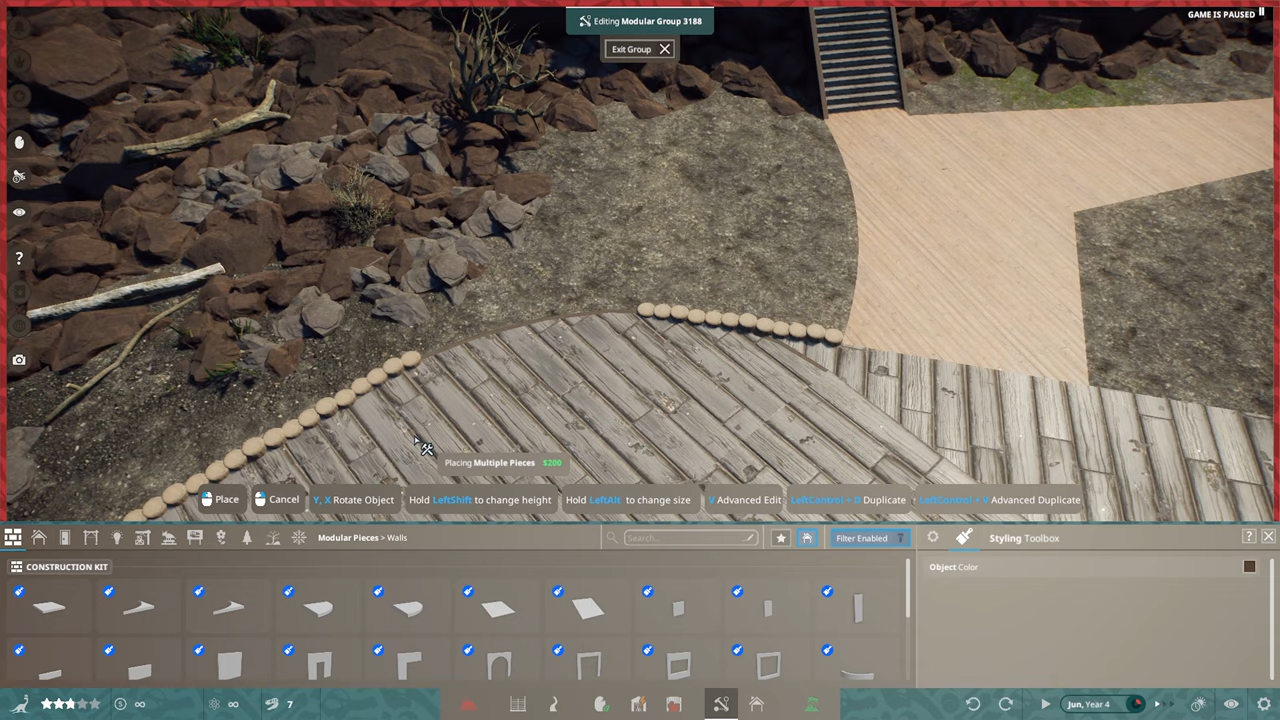 Editing Modular Group 3188
GAME IS PAUSED
Exit Group
?
Placing Multiple Pieces $200
Place
Cancel
Y, X Rotate Object
Hold LeftShift to change height
Hold LeftAlt to change size
V Advanced Edit
LeftControl + D Duplicate
Advanced Duplicate
Modular Pieces > Walls
Search...
Filter Enabled
Styling Toolbox
?
CONSTRUCTION KIT
Object Color
7
Jun, Year 4